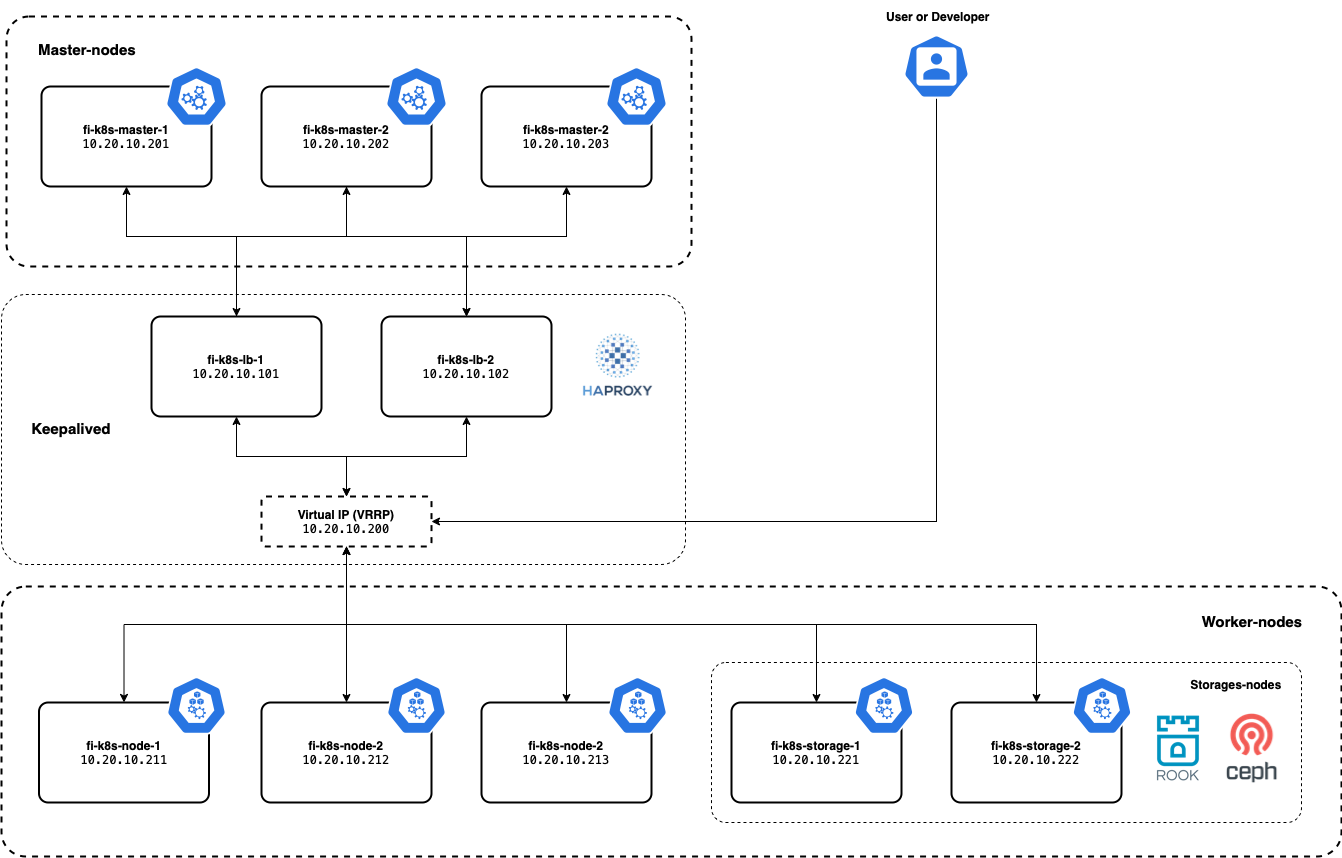 User or Developer
Master-nodes
fi-k8s-master-1
10.20.10.201
fi-k8s-master-2
10.20.10.202
fi-k8s-master-2
10.20.10.203
fi-k8s-lb-1
10.20.10.101
fi-k8s-lb-2
10.20.10.102
HAPROXY
Keepalived
Virtual IP (VRRP)
10.20.10.200
Worker-nodes
Storages-nodes
fi-k8s-node-1
10.20.10.211
fi-k8s-node-2
10.20.10.212
fi-k8s-node-2
10.20.10.213
fi-k8s-storage-1
10.20.10.221
fi-k8s-storage-2
10.20.10.222
ROOK
ceph